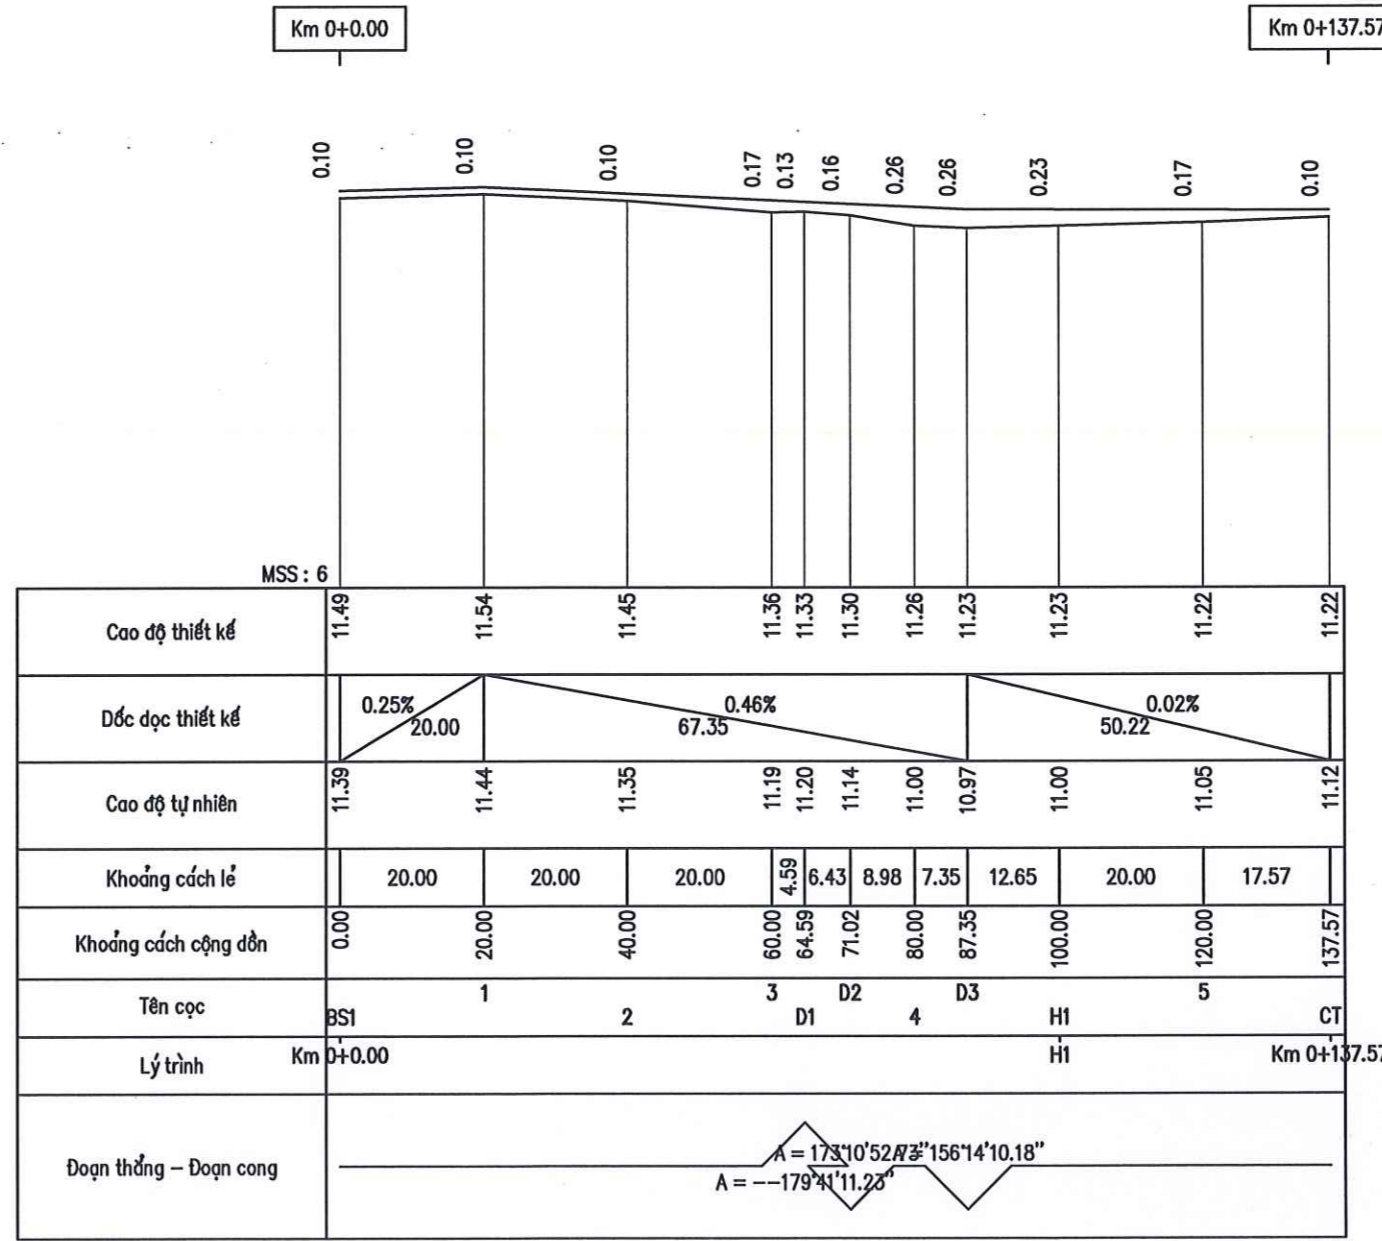 Km 0+0.00 Km 0+137.57
0.10 0.10 0.10 0.17 0.13 0.16 0.26 0.26 0.23 0.17 0.10
MSS : 6
Cao độ thiết kế 11.49 11.54 11.45 11.36 11.33 11.30 11.26 11.23 11.23 11.22 11.22
Dốc dọc thiết kế 0.25% 20.00 0.46% 67.35 0.02% 50.22
Cao độ tự nhiên 11.39 11.44 11.35 11.19 11.20 11.14 11.00 10.97 11.00 11.05 11.12
Khoảng cách lẻ 20.00 20.00 20.00 4.59 6.43 8.98 7.35 12.65 20.00 17.57
Khoảng cách cộng dồn 0.00 20.00 40.00 60.00 64.59 71.02 80.00 87.35 100.00 120.00 137.57
Tên cọc BS1 1 2 3 D1 D2 4 D3 H1 5 CT
Lý trình Km 0+0.00 H1 Km 0+137.57
Đoạn thẳng – Đoạn cong
A = 173°10'52.73" A = 156°14'10.18"
A = --179°41'11.23"